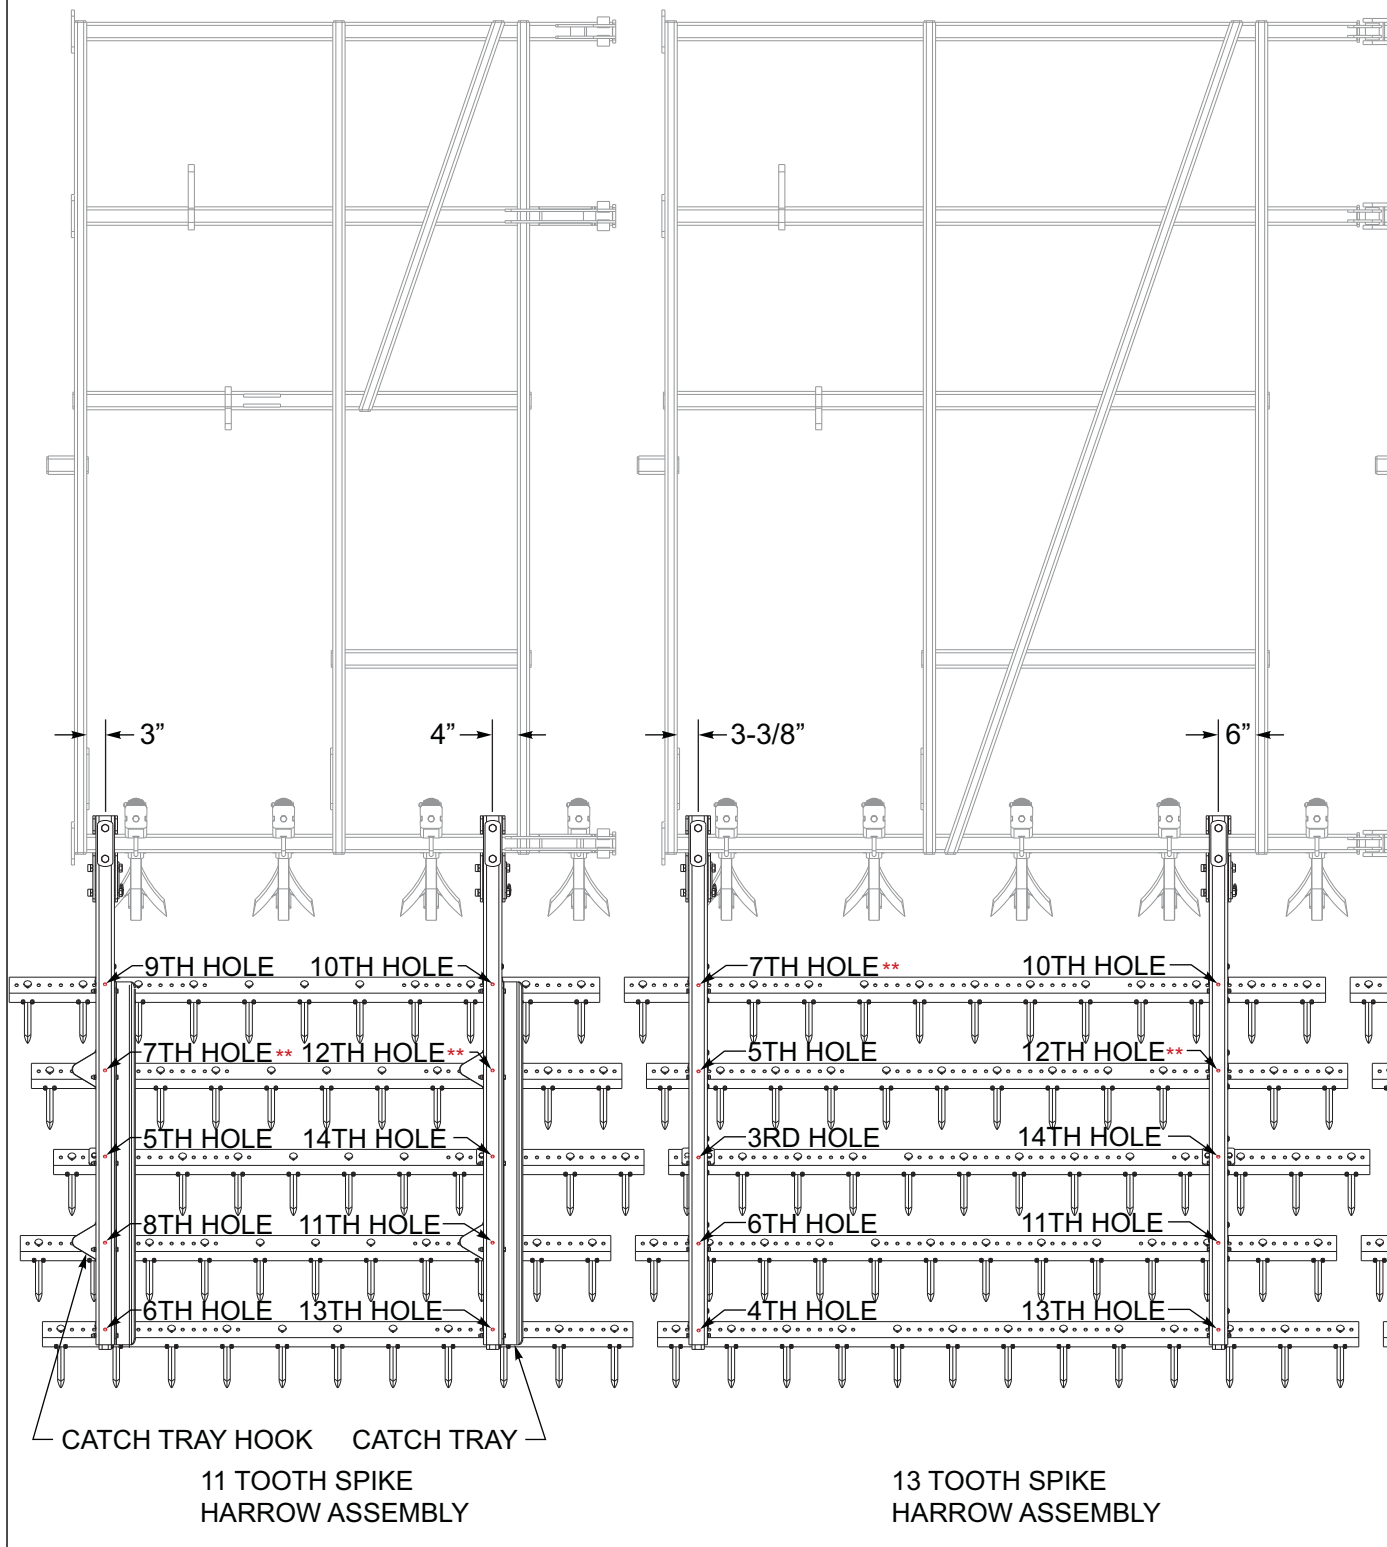 3” 4” 3-3/8” 6”
9TH HOLE 10TH HOLE 7TH HOLE** 10TH HOLE
7TH HOLE** 12TH HOLE** 5TH HOLE 12TH HOLE**
5TH HOLE 14TH HOLE 3RD HOLE 14TH HOLE
8TH HOLE 11TH HOLE 6TH HOLE 11TH HOLE
6TH HOLE 13TH HOLE 4TH HOLE 13TH HOLE
CATCH TRAY HOOK CATCH TRAY
11 TOOTH SPIKE
HARROW ASSEMBLY
13 TOOTH SPIKE
HARROW ASSEMBLY